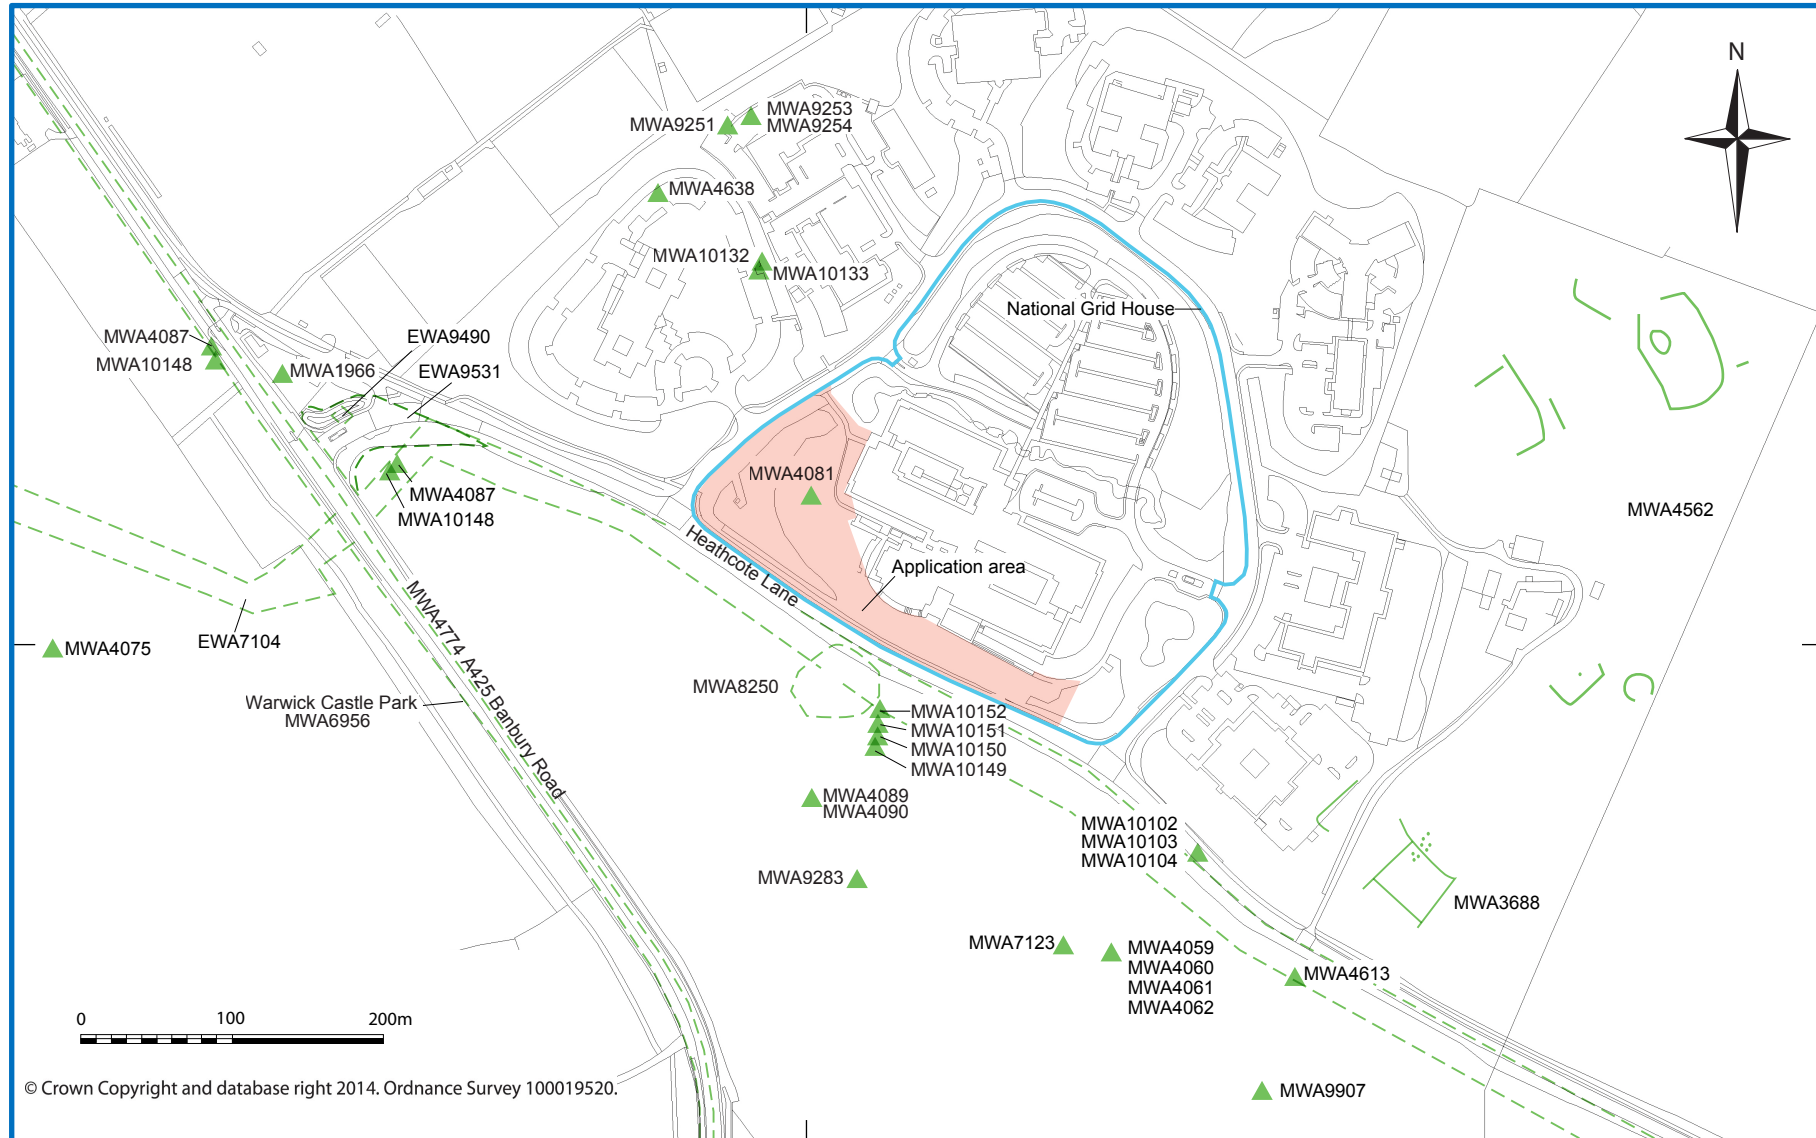 N
MWA9253
MWA9251
MWA9254
MWA4638
MWA10132
MWA10133
National Grid House
MWA4087
EWA9490
MWA10148
MWA1966
EWA9531
MWA4081
MWA4087
MWA10148
MWA4562
Heathcote Lane
Application area
MWA4774 A425 Banbury Road
EWA7104
MWA4075
MWA8250
Warwick Castle Park
MWA6956
MWA10152
MWA10151
MWA10150
MWA10149
MWA4089
MWA4090
MWA10102
MWA10103
MWA10104
MWA9283
MWA3688
MWA7123
MWA4059
MWA4060
MWA4061
MWA4062
MWA4613
0 100 200m
MWA9907
© Crown Copyright and database right 2014. Ordnance Survey 100019520.